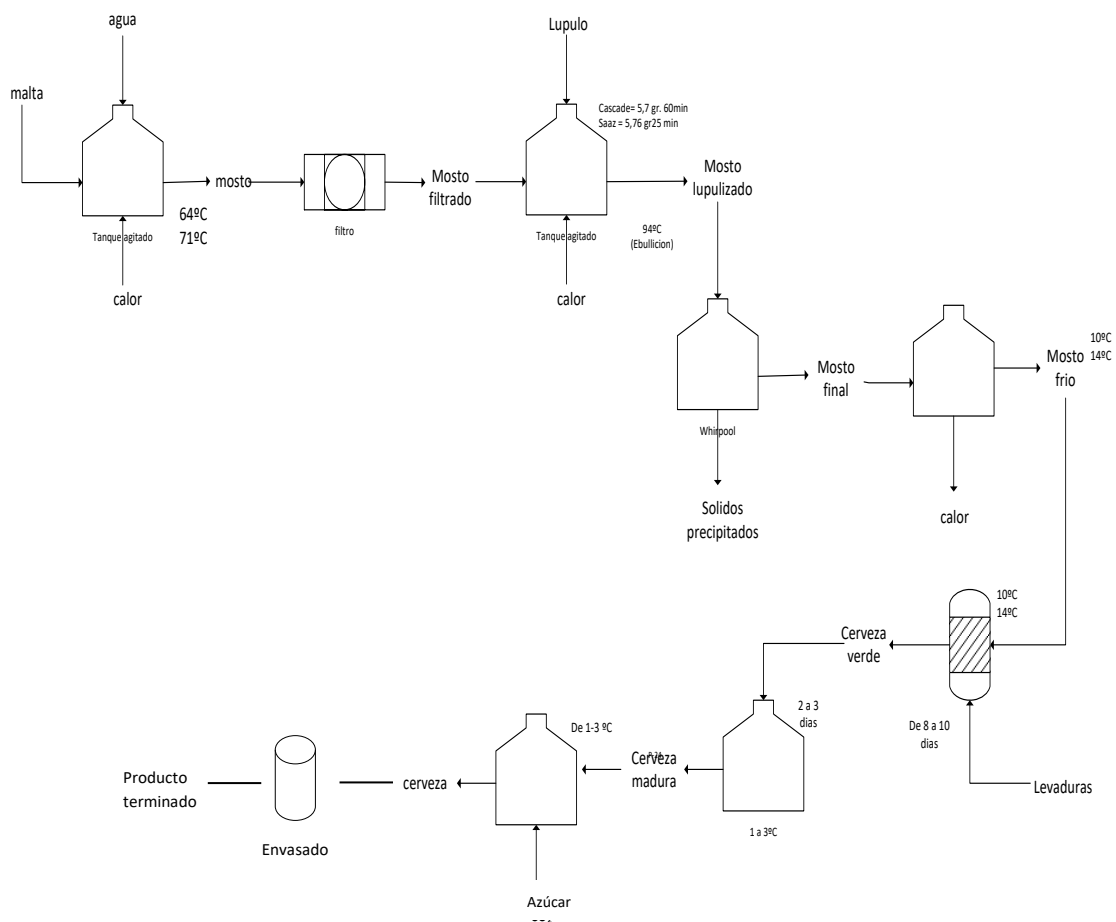 agua
malta
Tanque agitado
calor
64ºC
71ºC
mosto
filtro
Mosto
filtrado
Lupulo
Cascade= 5,7 gr. 60min
Saaz = 5,76 gr25 min
Tanque agitado
calor
94ºC
(Ebullicion)
Mosto
lupulizado
Whirpool
Solidos
precipitados
Mosto
final
calor
Mosto
frio
10ºC
14ºC
10ºC
14ºC
De 8 a 10
dias
Levaduras
Cerveza
verde
2 a 3
dias
1 a 3ºC
Cerveza
madura
De 1-3 ºC
Azúcar
cerveza
Envasado
Producto
terminado